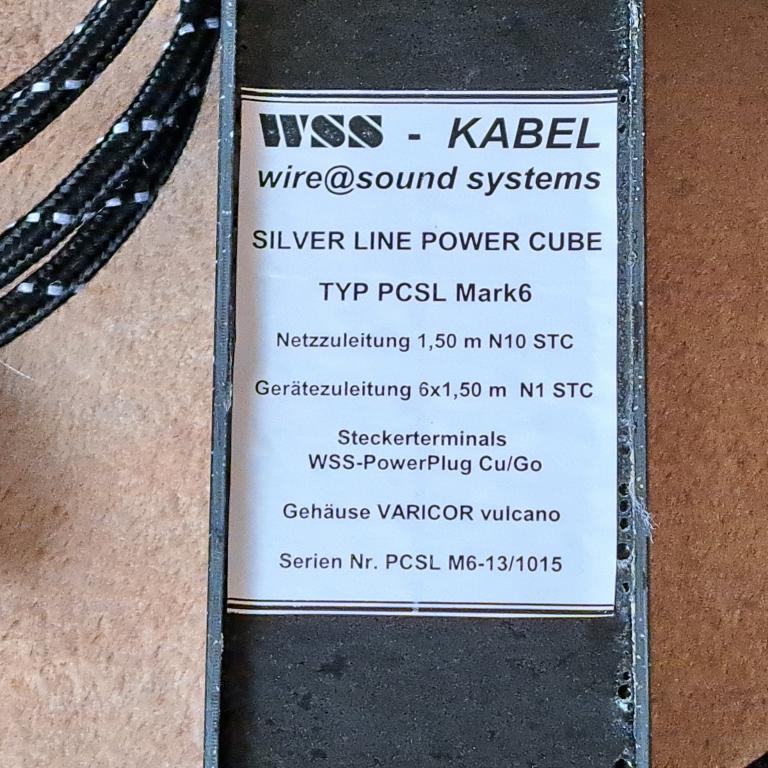 WSS - KABEL
wire@sound systems
SILVER LINE POWER CUBE
TYP PCSL Mark6
Netzzuleitung 1,50 m N10 STC
Gerätezuleitung 6x1,50 m N1 STC
Steckerterminals
WSS-PowerPlug Cu/Go
Gehäuse VARICOR vulcano
Serien Nr. PCSL M6-13/1015